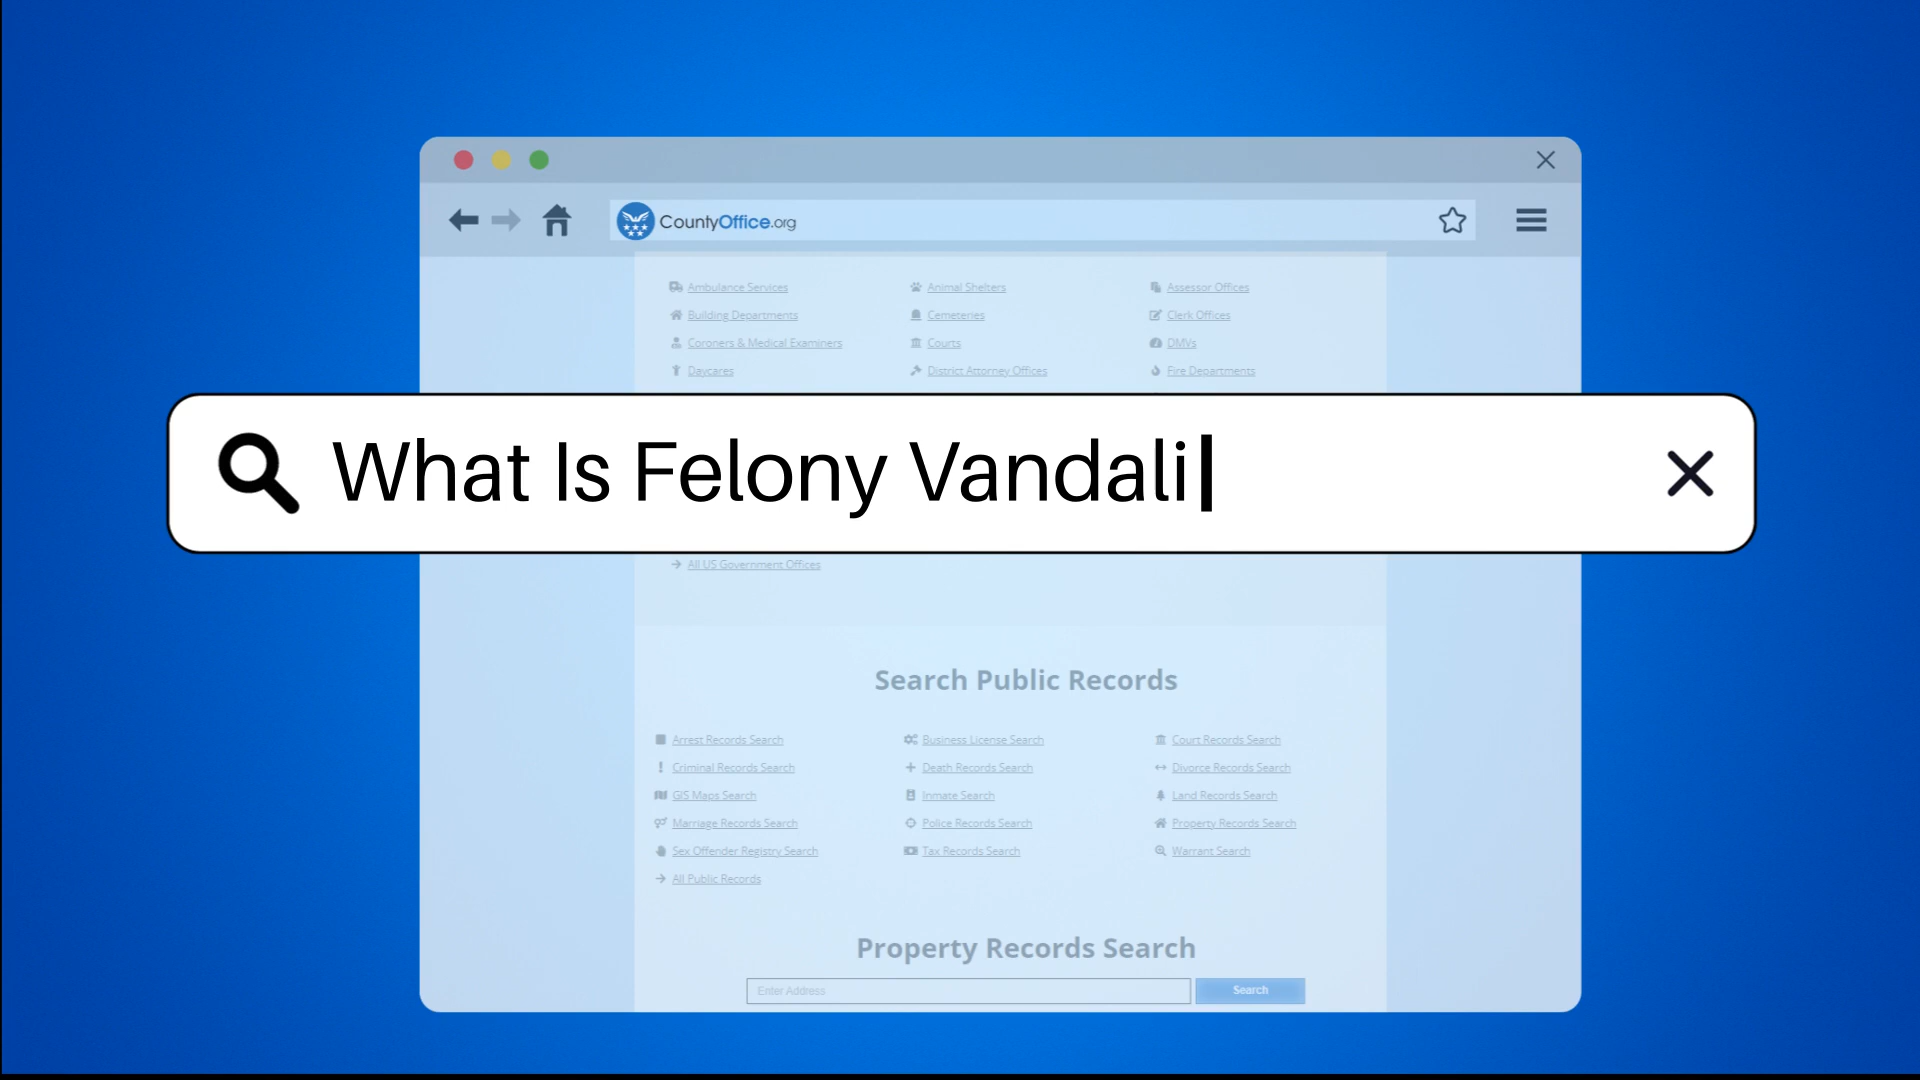 CountyOffice.org
Ambulance Services Animal Shelters Assessor Offices
Building Departments Cemeteries Clerk Offices
Coroners & Medical Examiners Courts DMVs
Daycares District Attorney Offices Fire Departments
What Is Felony Vandali
All US Government Offices
Search Public Records
Arrest Records Search Business License Search Court Records Search
Criminal Records Search Death Records Search Divorce Records Search
GIS Maps Search Inmate Search Land Records Search
Marriage Records Search Police Records Search Property Records Search
Sex Offender Registry Search Tax Records Search Warrant Search
All Public Records
Property Records Search
Enter Address Search